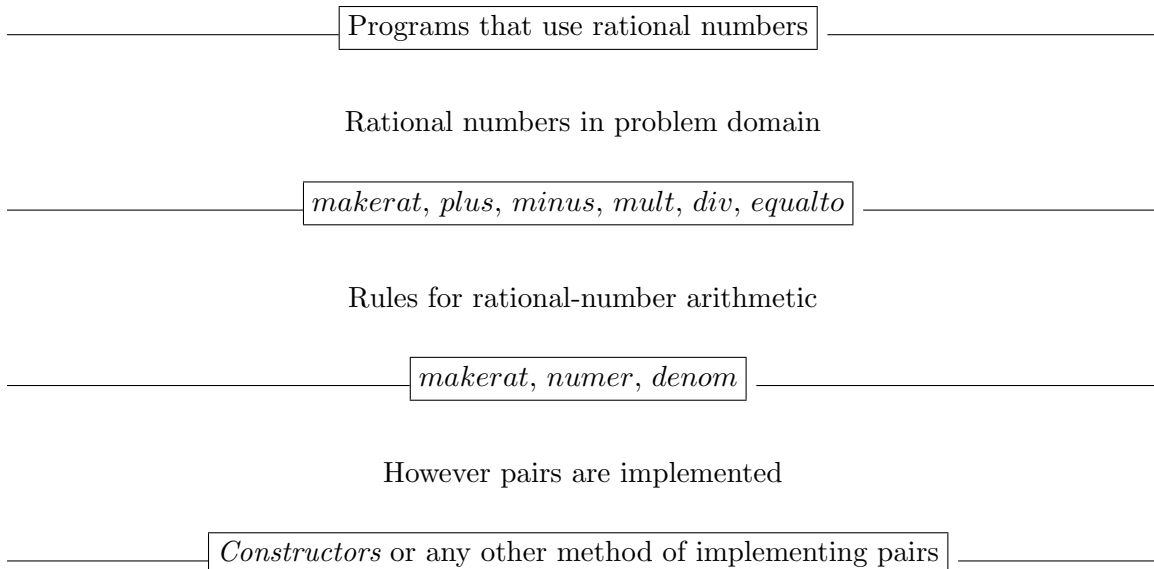 Programs that use rational numbers
Rational numbers in problem domain
makerat, plus, minus, mult, div, equalto
Rules for rational-number arithmetic
makerat, numer, denom
However pairs are implemented
Constructors or any other method of implementing pairs